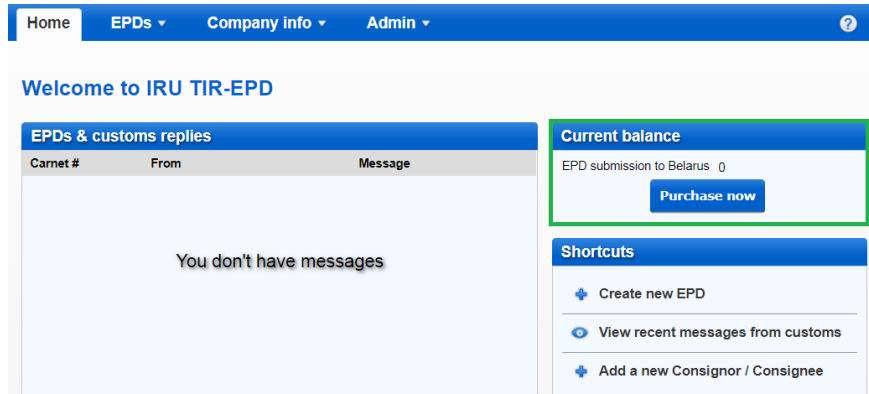 Home EPDs Company info Admin ?
Welcome to IRU TIR-EPD
EPDs & customs replies
Carnet # From Message
You don't have messages
Current balance
EPD submission to Belarus 0
Purchase now
Shortcuts
Create new EPD
View recent messages from customs
Add a new Consignor / Consignee